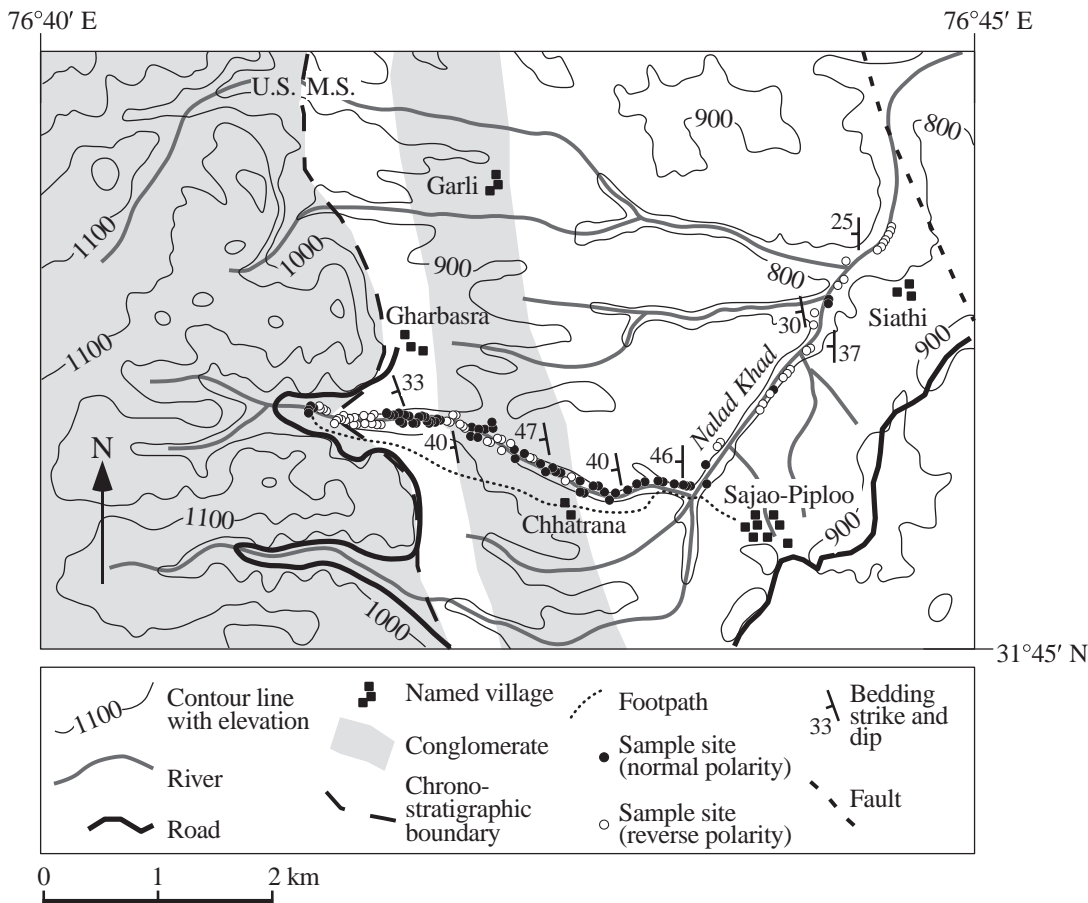 76°40′ E
76°45′ E
U.S. M.S.
900
800
Garli
1100
25
1000
900
800
Siathi
Gharbasra
30
900
1100
33
37
Nalad Khad
47
40
40
46
N
Sajao-Piploo
Chhatrana
1100
900
1000
31°45′ N
1100
Contour line
with elevation
River
Road
Named village
Conglomerate
Chrono-
stratigraphic
boundary
Footpath
Sample site
(normal polarity)
Sample site
(reverse polarity)
33
Bedding
strike and
dip
Fault
0 1 2 km